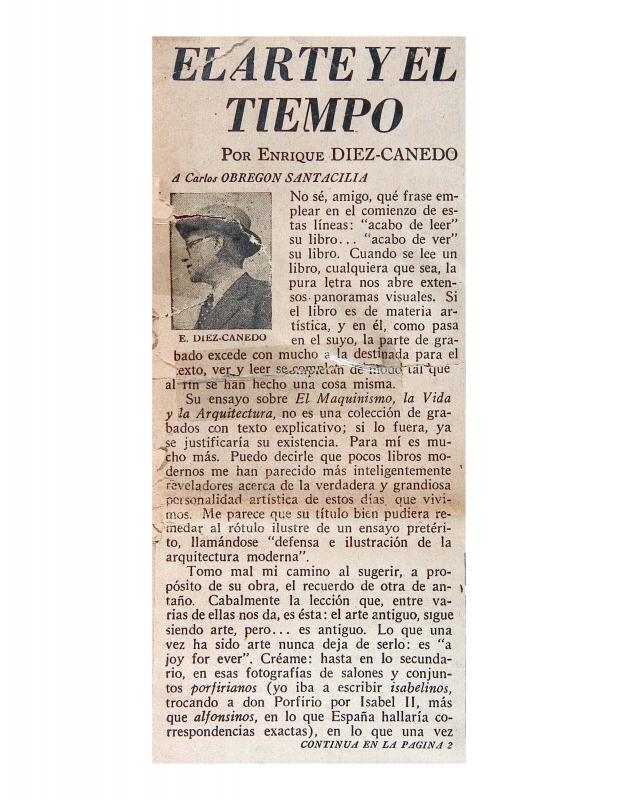 EL ARTE Y EL
TIEMPO
POR ENRIQUE DIEZ-CANEDO
A Carlos OBREGON SANTACILIA
E. DIEZ-CANEDO
No sé, amigo, qué frase em-
plear en el comienzo de es-
tas líneas: “acabo de leer”
su libro... “acabo de ver”
su libro. Cuando se lee un
libro, cualquiera que sea, la
pura letra nos abre exten-
sos panoramas visuales. Si
el libro es de materia ar-
tística, y en él, como pasa
en el suyo, la parte de gra-
bado excede con mucho a la destinada para el
texto, ver y leer se completan de modo tal que
al fin se han hecho una cosa misma.
Su ensayo sobre El Maquinismo, la Vida
y la Arquitectura, no es una colección de gra-
bados con texto explicativo; si lo fuera, ya
se justificaría su existencia. Para mí es mu-
cho más. Puedo decirle que pocos libros mo-
dernos me han parecido más inteligentemente
reveladores acerca de la verdadera y grandiosa
personalidad artística de estos días que vivi-
mos. Me parece que su título bien pudiera re-
medar al rótulo ilustre de un ensayo pretéri-
to, llamándose “defensa e ilustración de la
arquitectura moderna”.
Tomo mal mi camino al sugerir, a pro-
pósito de su obra, el recuerdo de otra de an-
taño. Cabalmente la lección que, entre va-
rias de ellas nos da, es ésta: el arte antiguo, sigue
siendo arte, pero... es antiguo. Lo que una
vez ha sido arte nunca deja de serlo: es “a
joy for ever”. Créame: hasta en lo secunda-
rio, en esas fotografías de salones y conjun-
tos porfirianos (yo iba a escribir isabelinos,
trocando a don Porfirio por Isabel II, más
que alfonsinos, en lo que España hallaría co-
rrespondencias exactas), en lo que una vez
CONTINUA EN LA PAGINA 2